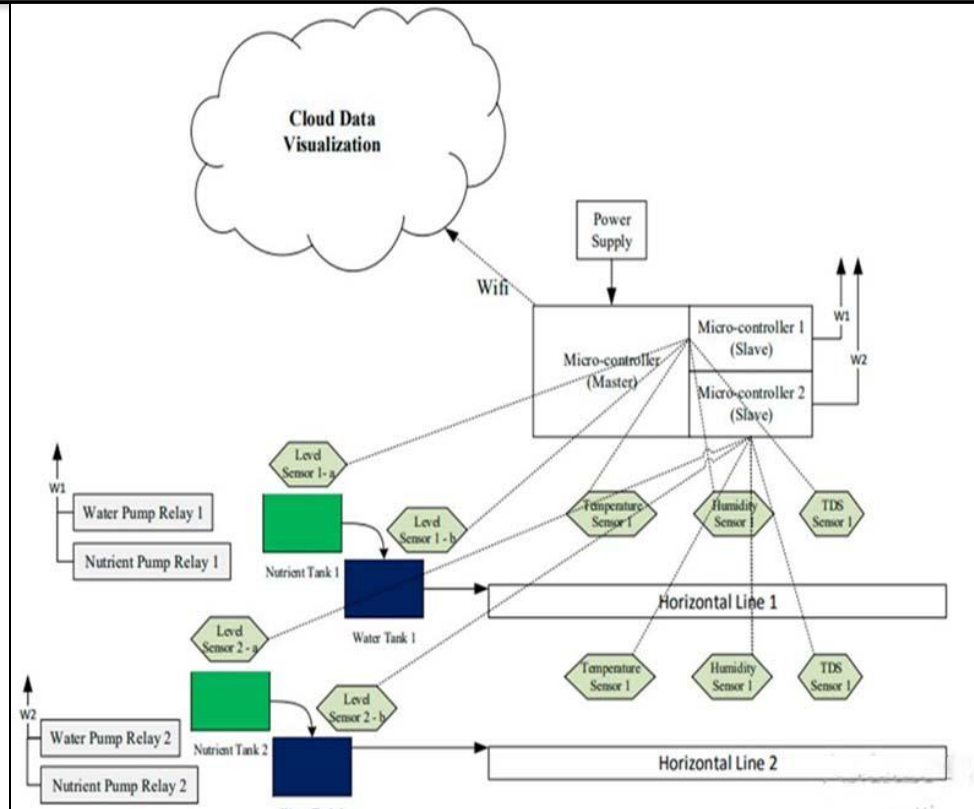 Cloud Data
Visualization
Power
Supply
Wifi
Micro-controller
(Master)
Micro-controller 1
(Slave)
Micro-controller 2
(Slave)
W1
W2
Level
Sensor 1- a
W1
Water Pump Relay 1
Nutrient Pump Relay 1
Nutrient Tank 1
Level
Sensor 1 - b
Temperature
Sensor 1
Humidity
Sensor 1
TDS
Sensor 1
Water Tank 1
Horizontal Line 1
Level
Sensor 2 - a
W2
Water Pump Relay 2
Nutrient Pump Relay 2
Nutrient Tank 2
Level
Sensor 2 - b
Temperature
Sensor 1
Humidity
Sensor 1
TDS
Sensor 1
Horizontal Line 2